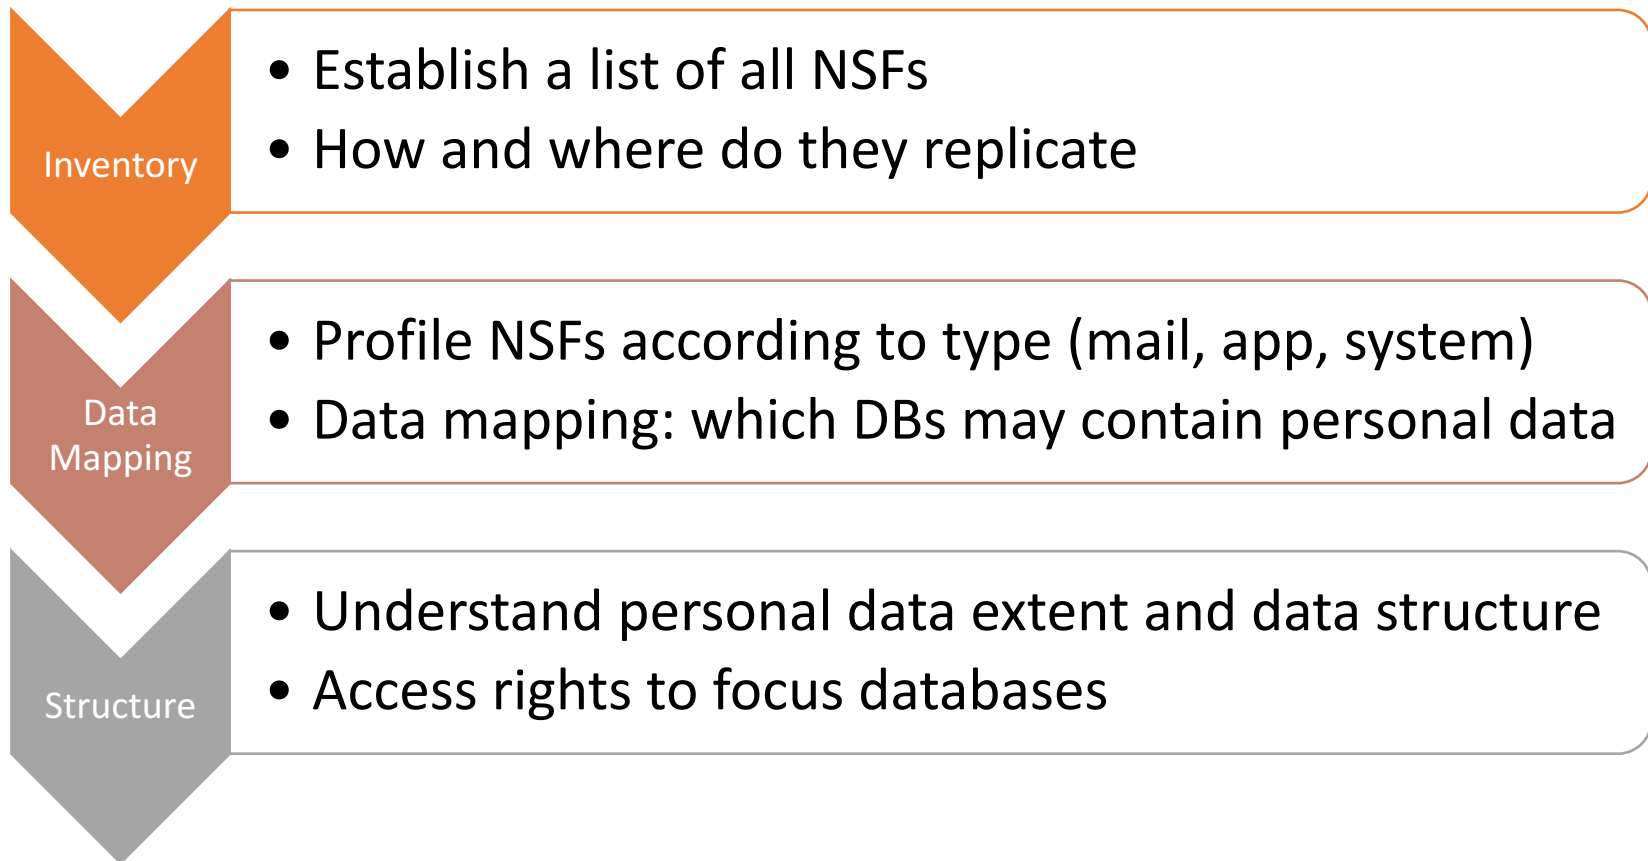 Inventory
• Establish a list of all NSFs
• How and where do they replicate
Data
Mapping
• Profile NSFs according to type (mail, app, system)
• Data mapping: which DBs may contain personal data
Structure
• Understand personal data extent and data structure
• Access rights to focus databases